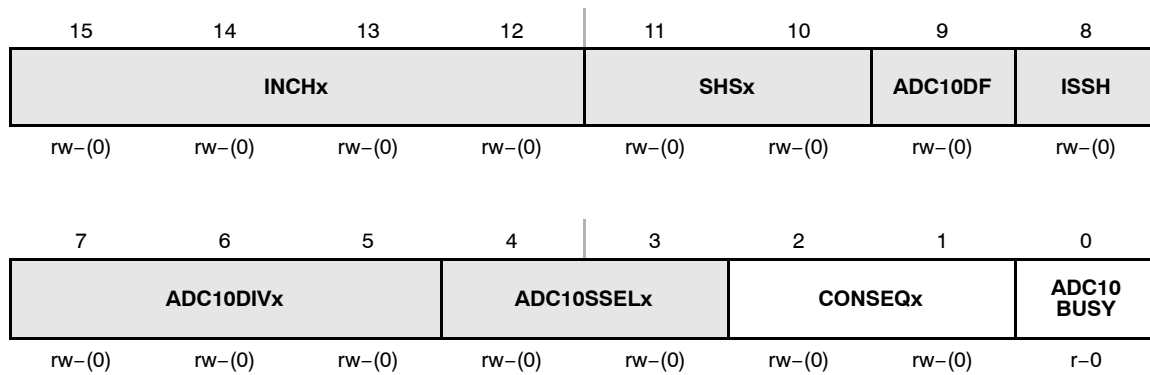 15 14 13 12 11 10 9 8
INCHx SHSx ADC10DF ISSH
rw−(0) rw−(0) rw−(0) rw−(0) rw−(0) rw−(0) rw−(0) rw−(0)
7 6 5 4 3 2 1 0
ADC10DIVx ADC10SSELx CONSEQx ADC10
BUSY
rw−(0) rw−(0) rw−(0) rw−(0) rw−(0) rw−(0) rw−(0) r−0